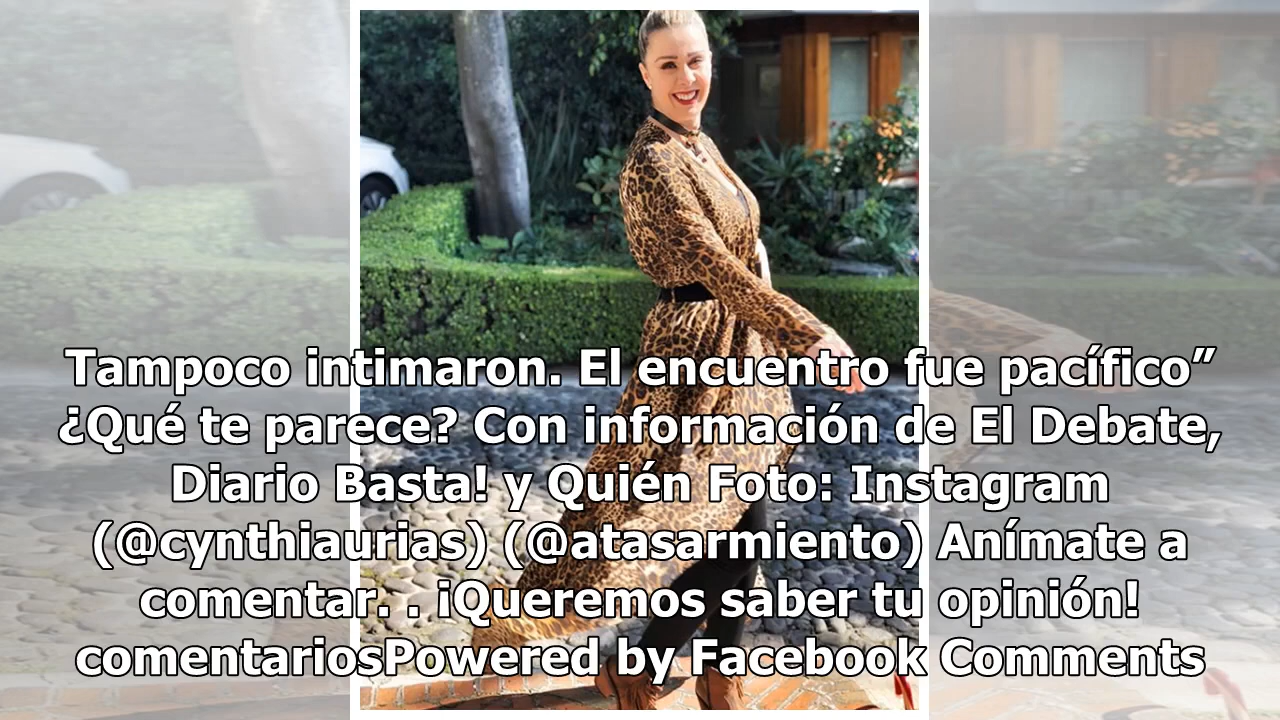 Tampoco intimaron. El encuentro fue pacífico”
¿Qué te parece? Con información de El Debate,
Diario Basta! y Quién Foto: Instagram
(@cynthiaurias) (@atasarmiento) Anímate a
comentar. . ¡Queremos saber tu opinión!
comentariosPowered by Facebook Comments